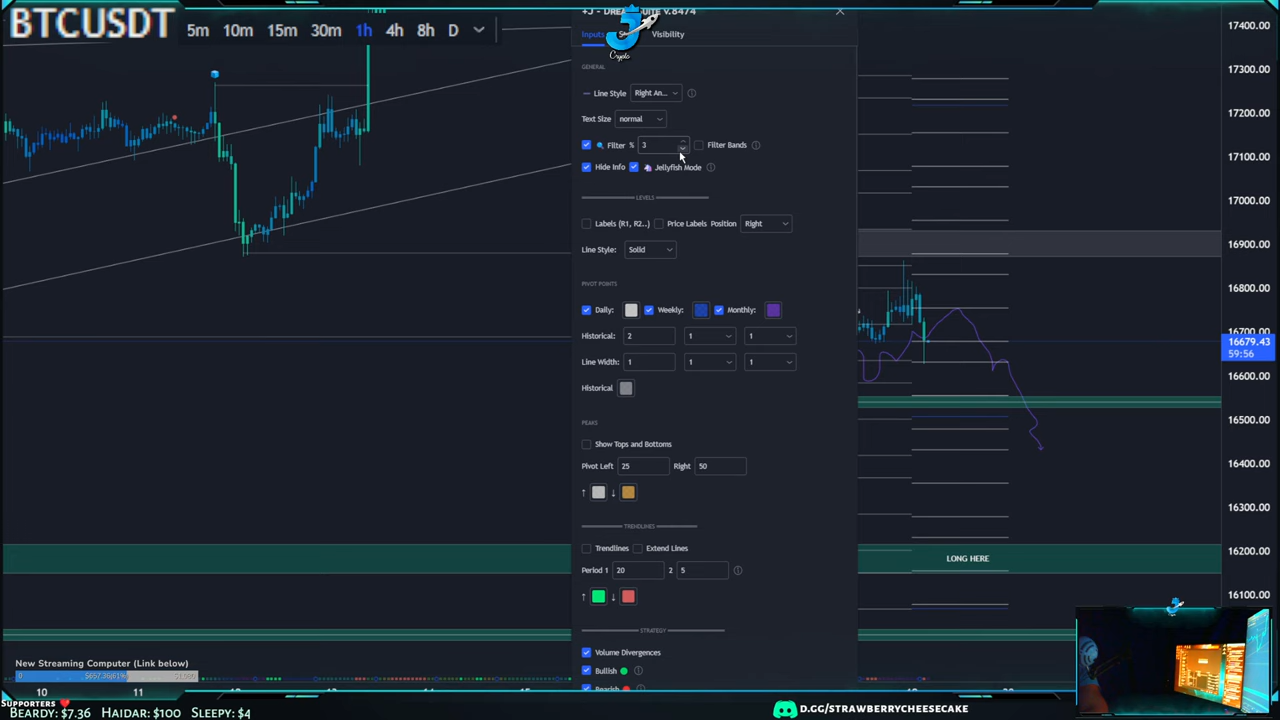 BTCUSDT 5m 10m 15m 30m 1h 4h 8h D
Crypto
Inputs Visibility
GENERAL
Line Style Right An...
Text Size normal
Filter % 3 Filter Bands
Hide Info Jellyfish Mode
LEVELS
Labels (R1, R2..) Price Labels Position Right
Line Style: Solid
PIVOT POINTS
Daily: Weekly: Monthly:
Historical: 2 1 1
Line Width: 1 1 1
Historical
PEAKS
Show Tops and Bottoms
Pivot Left 25 Right 50
↑ ↓
TRENDLINES
Trendlines Extend Lines
Period 1 20 2 5
↑ ↓
STRATEGY
Volume Divergences
Bullish
Bearish
LONG HERE
17400.00
17300.00
17200.00
17100.00
17000.00
16900.00
16800.00
16700.00
16679.43
59:56
16600.00
16500.00
16400.00
16300.00
16200.00
16100.00
New Streaming Computer (Link below)
10 11
SUPPORTERS
BEARDY: $7.36 HAIDAR: $100 SLEEPY: $4
D.GG/STRAWBERRYCHEESECAKE